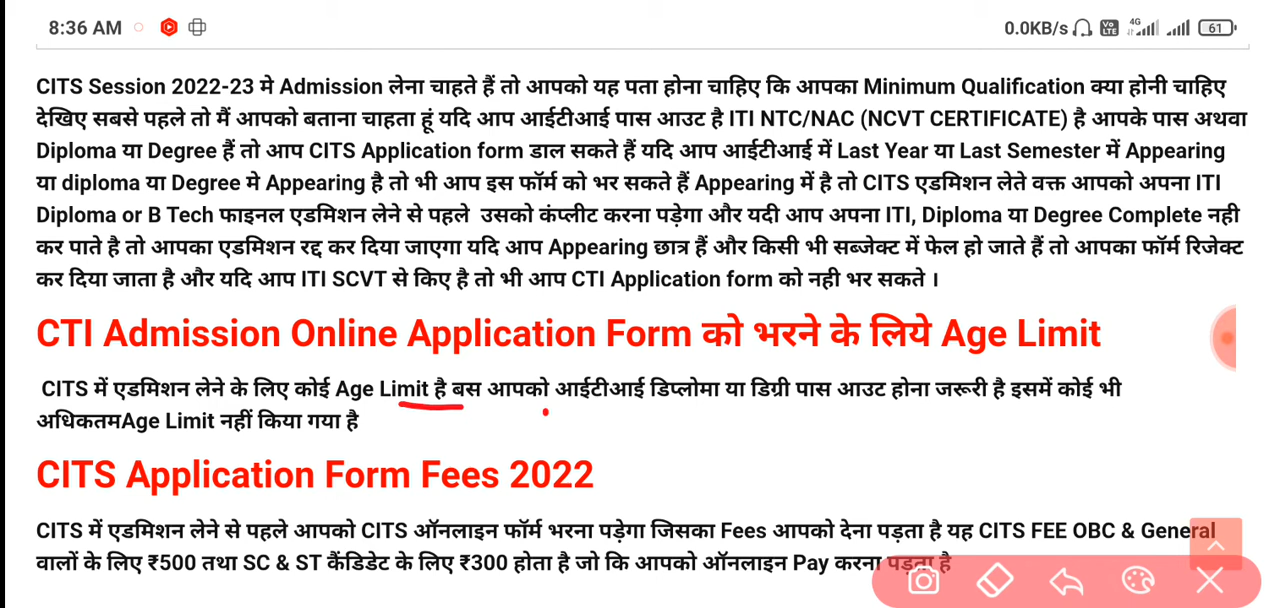 8:36 AM 0.0KB/s Vo LTE 4G 61
CITS Session 2022-23 मे Admission लेना चाहते हैं तो आपको यह पता होना चाहिए कि आपका Minimum Qualification क्या होनी चाहिए
देखिए सबसे पहले तो मैं आपको बताना चाहता हूं यदि आप आईटीआई पास आउट है ITI NTC/NAC (NCVT CERTIFICATE) है आपके पास अथवा
Diploma या Degree हैं तो आप CITS Application form डाल सकते हैं यदि आप आईटीआई में Last Year या Last Semester में Appearing
या diploma या Degree मे Appearing है तो भी आप इस फॉर्म को भर सकते हैं Appearing में है तो CITS एडमिशन लेते वक्त आपको अपना ITI
Diploma or B Tech फाइनल एडमिशन लेने से पहले उसको कंप्लीट करना पड़ेगा और यदी आप अपना ITI, Diploma या Degree Complete नही
कर पाते है तो आपका एडमिशन रद्द कर दिया जाएगा यदि आप Appearing छात्र हैं और किसी भी सब्जेक्ट में फेल हो जाते हैं तो आपका फॉर्म रिजेक्ट
कर दिया जाता है और यदि आप ITI SCVT से किए है तो भी आप CTI Application form को नही भर सकते ।
CTI Admission Online Application Form को भरने के लिये Age Limit
CITS में एडमिशन लेने के लिए कोई Age Limit है बस आपको आईटीआई डिप्लोमा या डिग्री पास आउट होना जरूरी है इसमें कोई भी
अधिकतमAge Limit नहीं किया गया है
CITS Application Form Fees 2022
CITS में एडमिशन लेने से पहले आपको CITS ऑनलाइन फॉर्म भरना पड़ेगा जिसका Fees आपको देना पड़ता है यह CITS FEE OBC & General
वालों के लिए ₹500 तथा SC & ST कैंडिडेट के लिए ₹300 होता है जो कि आपको ऑनलाइन Pay करना पड़ता है